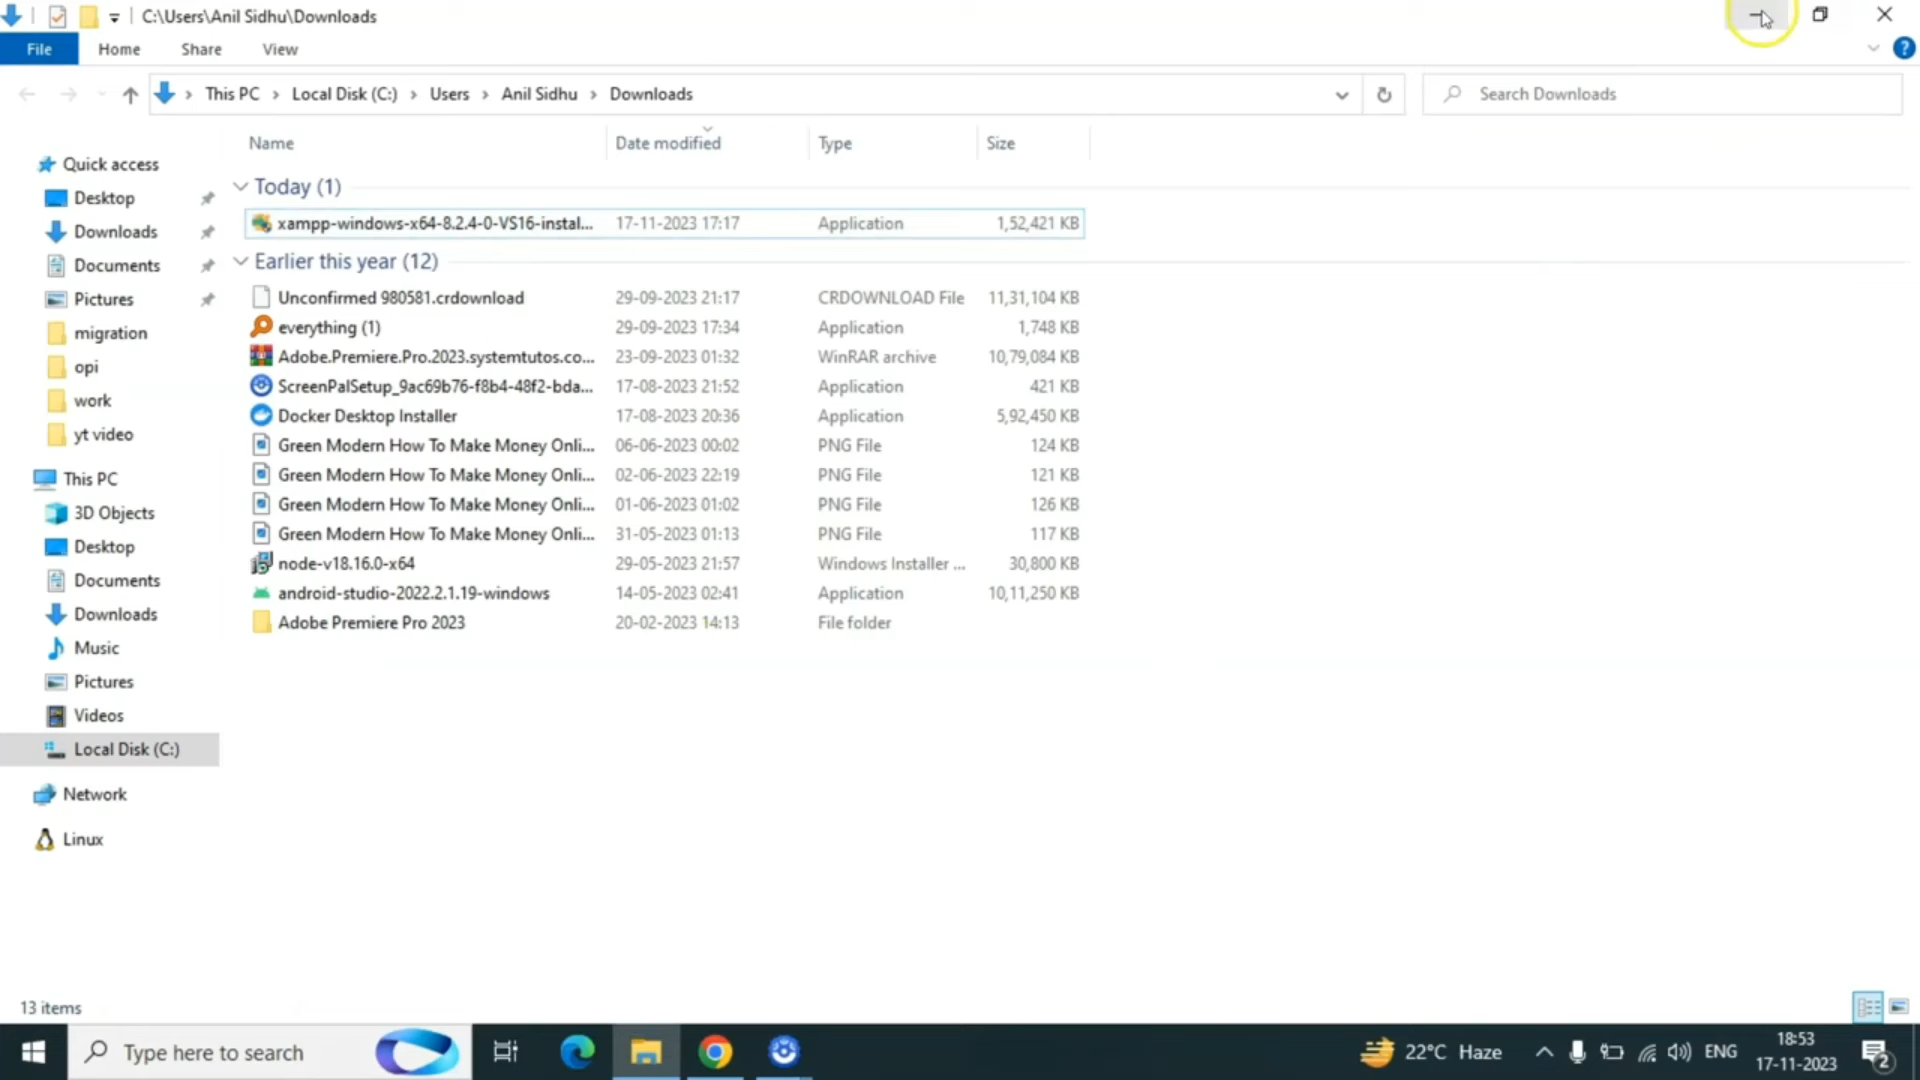 C:\Users\Anil Sidhu\Downloads
File Home Share View
This PC > Local Disk (C:) > Users > Anil Sidhu > Downloads
Search Downloads
Name Date modified Type Size
Quick access
Desktop
Downloads
Documents
Pictures
migration
opi
work
yt video
This PC
3D Objects
Desktop
Documents
Downloads
Music
Pictures
Videos
Local Disk (C:)
Network
Linux
Today (1)
xampp-windows-x64-8.2.4-0-VS16-instal... 17-11-2023 17:17 Application 1,52,421 KB
Earlier this year (12)
Unconfirmed 980581.crdownload 29-09-2023 21:17 CRDOWNLOAD File 11,31,104 KB
everything (1) 29-09-2023 17:34 Application 1,748 KB
Adobe.Premiere.Pro.2023.systemtutos.co... 23-09-2023 01:32 WinRAR archive 10,79,084 KB
ScreenPalSetup_9ac69b76-f8b4-48f2-bda... 17-08-2023 21:52 Application 421 KB
Docker Desktop Installer 17-08-2023 20:36 Application 5,92,450 KB
Green Modern How To Make Money Onli... 06-06-2023 00:02 PNG File 124 KB
Green Modern How To Make Money Onli... 02-06-2023 22:19 PNG File 121 KB
Green Modern How To Make Money Onli... 01-06-2023 01:02 PNG File 126 KB
Green Modern How To Make Money Onli... 31-05-2023 01:13 PNG File 117 KB
node-v18.16.0-x64 29-05-2023 21:57 Windows Installer ... 30,800 KB
android-studio-2022.2.1.19-windows 14-05-2023 02:41 Application 10,11,250 KB
Adobe Premiere Pro 2023 20-02-2023 14:13 File folder
13 items
Type here to search
22°C Haze
ENG
18:53
17-11-2023
2